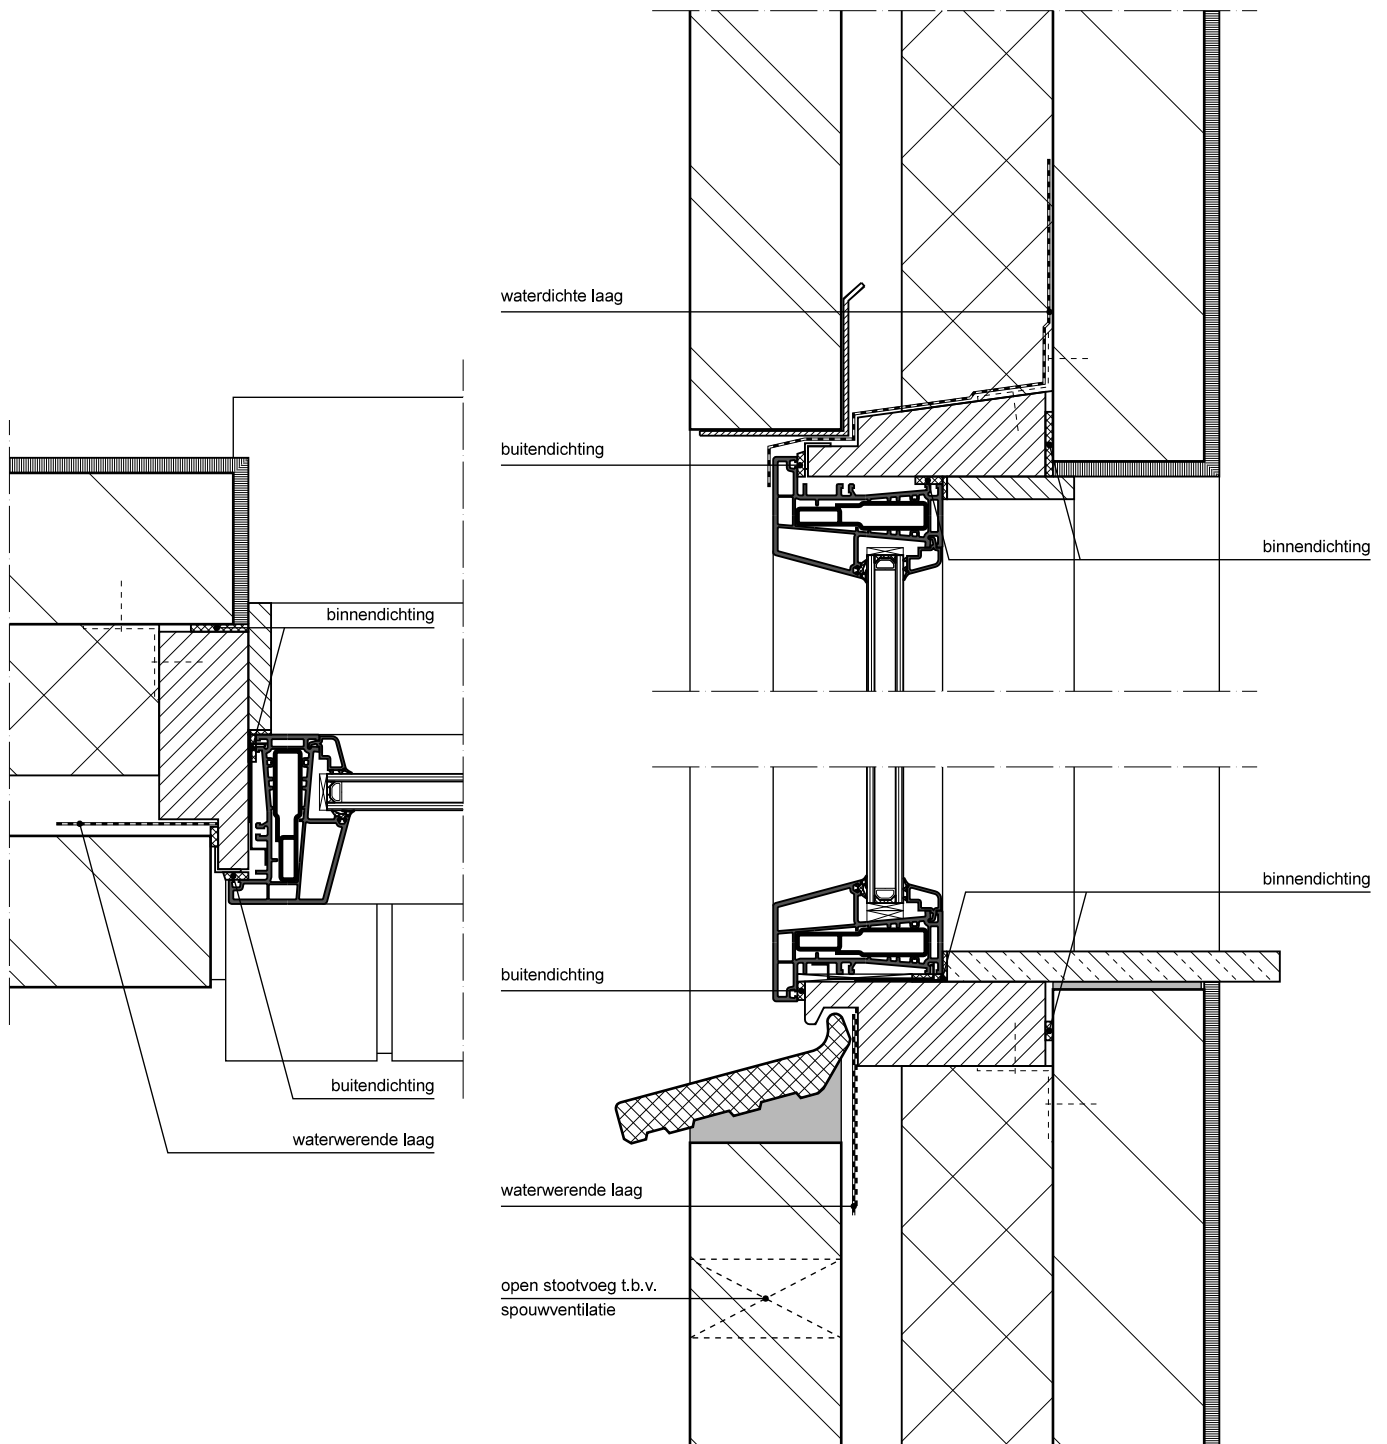 waterdichte laag
buitendichting
binnendichting
binnendichting
binnendichting
buitendichting
buitendichting
waterwerende laag
waterwerende laag
open stootvoeg t.b.v.
spouwventilatie